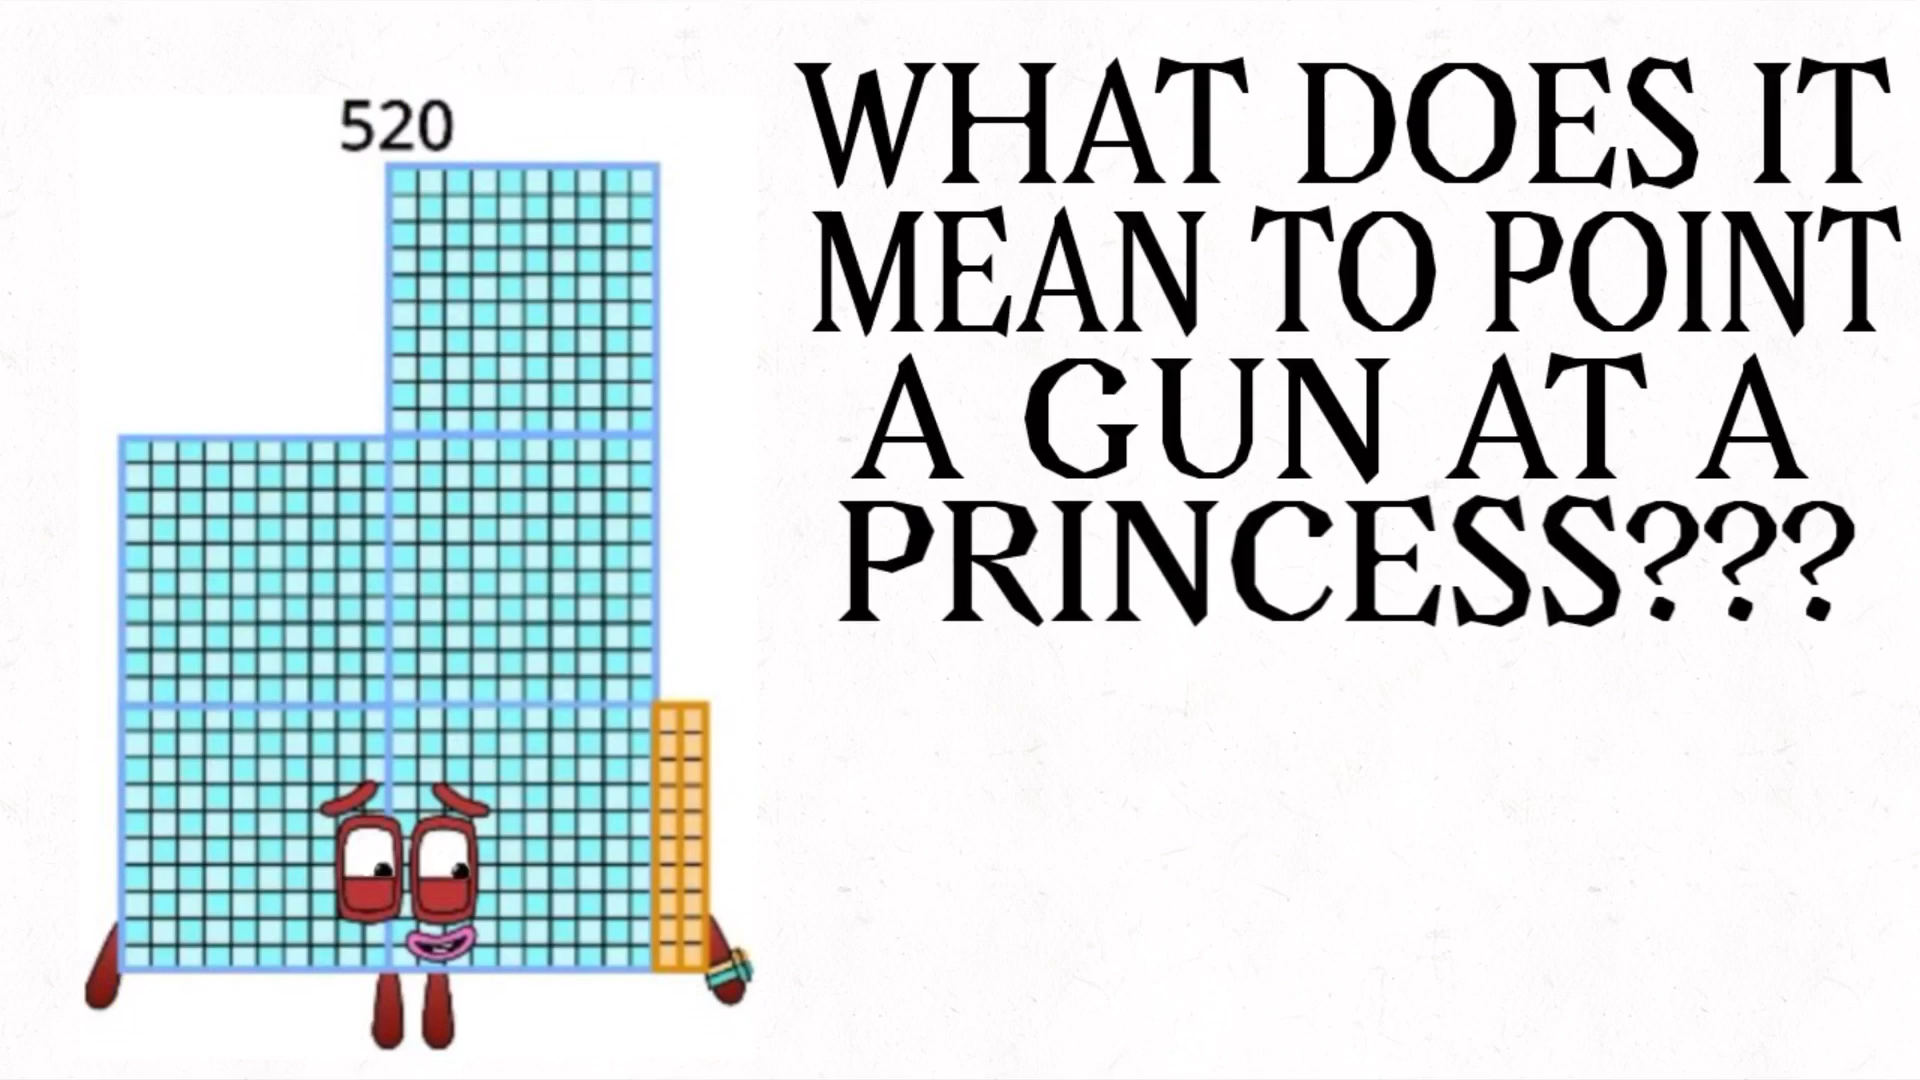 520
WHAT DOES IT
MEAN TO POINT
A GUN AT A
PRINCESS???